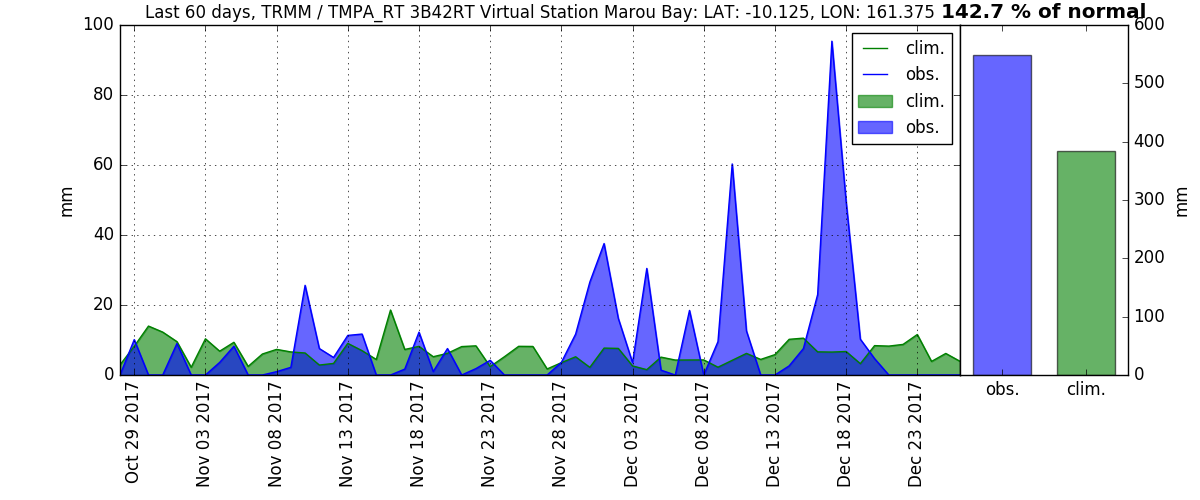 Last 60 days, TRMM / TMPA_RT 3B42RT Virtual Station Marou Bay: LAT: -10.125, LON: 161.375 142.7 % of normal
100
80
60
40
20
0
mm
clim.
obs.
clim.
obs.
Oct 29 2017
Nov 03 2017
Nov 08 2017
Nov 13 2017
Nov 18 2017
Nov 23 2017
Nov 28 2017
Dec 03 2017
Dec 08 2017
Dec 13 2017
Dec 18 2017
Dec 23 2017
600
500
400
300
200
100
0
mm
obs.
clim.